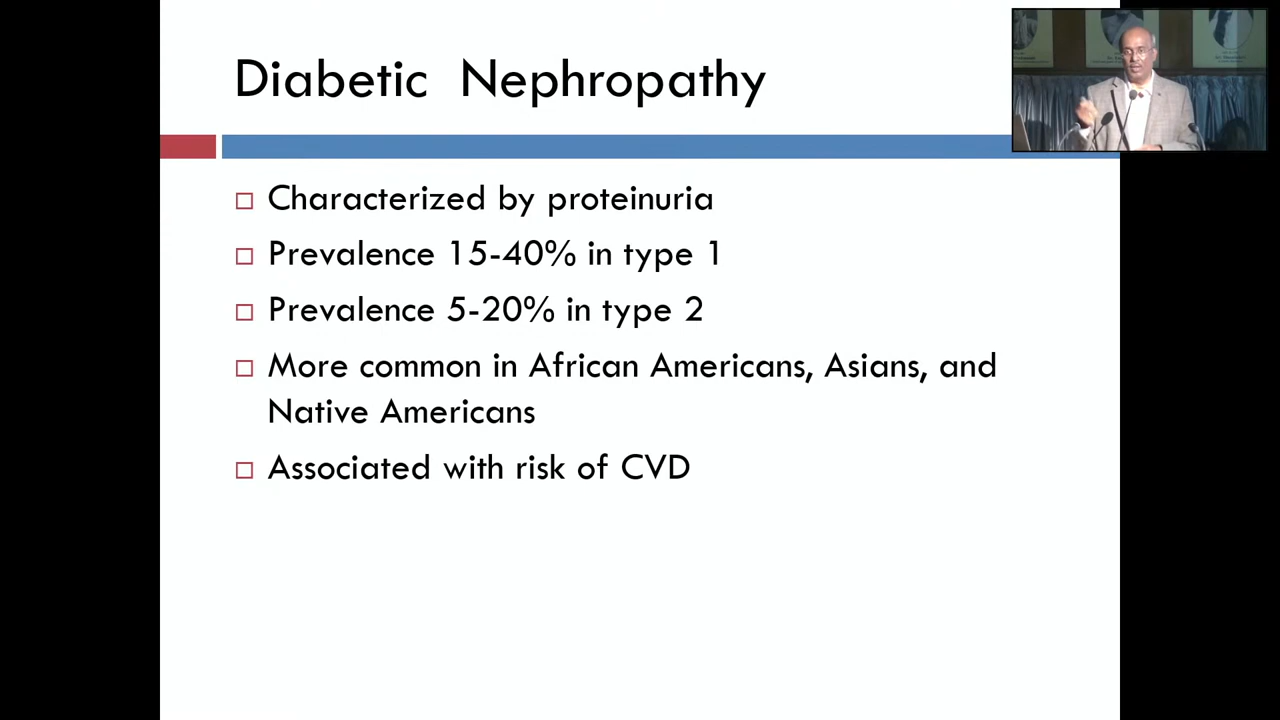 Diabetic Nephropathy
Characterized by proteinuria
Prevalence 15-40% in type 1
Prevalence 5-20% in type 2
More common in African Americans, Asians, and
Native Americans
Associated with risk of CVD